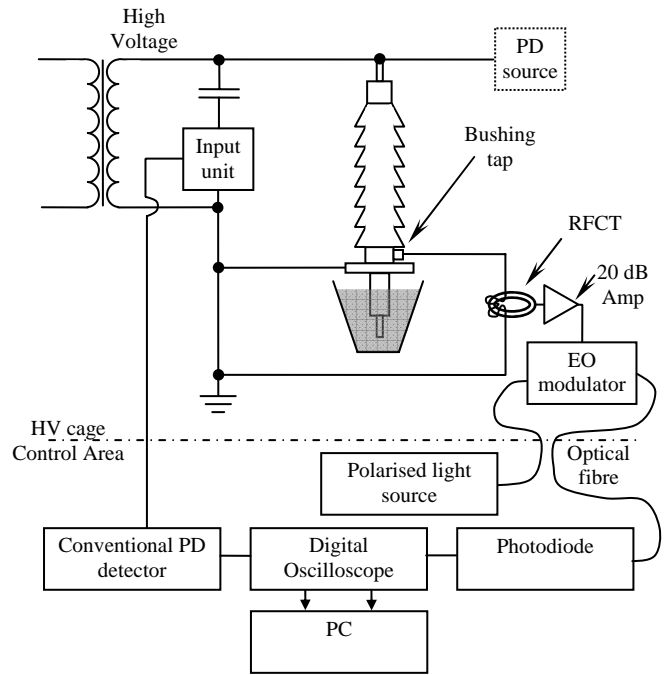 High
Voltage
PD
source
Input
unit
Bushing
tap
RFCT
20 dB
Amp
EO
modulator
HV cage
Control Area
Optical
fibre
Polarised light
source
Conventional PD
detector
Digital
Oscilloscope
Photodiode
PC